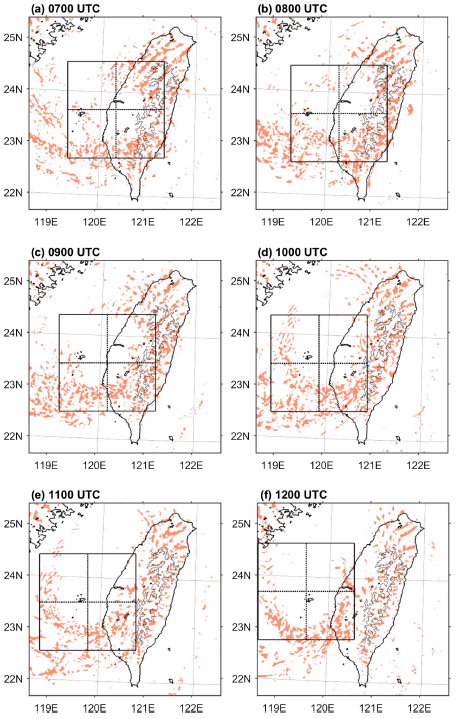 (a) 0700 UTC
(b) 0800 UTC
25N
25N
24N
24N
23N
23N
22N
22N
119E 120E 121E 122E
119E 120E 121E 122E
(c) 0900 UTC
(d) 1000 UTC
25N
25N
24N
24N
23N
23N
22N
22N
119E 120E 121E 122E
119E 120E 121E 122E
(e) 1100 UTC
(f) 1200 UTC
25N
25N
24N
24N
23N
23N
22N
22N
119E 120E 121E 122E
119E 120E 121E 122E